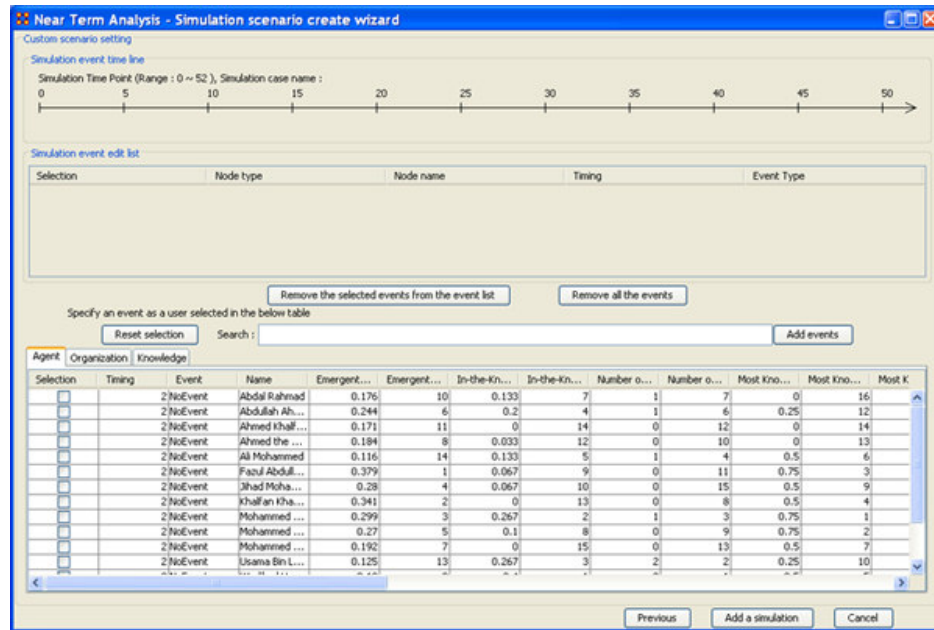 Near Term Analysis - Simulation scenario create wizard
Custom scenario setting
Simulation event time line
Simulation Time Point (Range : 0 ~ 52 ), Simulation case name :
0 5 10 15 20 25 30 35 40 45 50
Simulation event edit list
Selection Node type Node name Timing Event Type
Remove the selected events from the event list Remove all the events
Specify an event as a user selected in the below table
Reset selection Search : Add events
Agent Organization Knowledge
Selection Timing Event Name Emergent... Emergent... In-the-Kn... In-the-Kn... Number o... Number o... Most Kno... Most Kno... Most K
2 NoEvent Abdal Rahmad 0.176 10 0.133 7 1 7 0 16
2 NoEvent Abdullah Ah... 0.244 6 0.2 4 1 6 0.25 12
2 NoEvent Ahmed Khalf... 0.171 11 0 14 0 12 0 14
2 NoEvent Ahmed the ... 0.184 8 0.033 12 0 10 0 13
2 NoEvent Ali Mohammed 0.116 14 0.133 5 1 4 0.5 6
2 NoEvent Fazul Abdull... 0.379 1 0.067 9 0 11 0.75 3
2 NoEvent Jihad Moha... 0.28 4 0.067 10 0 15 0.5 9
2 NoEvent Khalfan Kha... 0.341 2 0 13 0 8 0.5 4
2 NoEvent Mohammed ... 0.299 3 0.267 2 1 3 0.75 1
2 NoEvent Mohammed ... 0.27 5 0.1 8 0 9 0.75 2
2 NoEvent Mohammed ... 0.192 7 0 15 0 13 0.5 7
2 NoEvent Usama Bin L... 0.125 13 0.267 3 2 2 0.25 10
Previous Add a simulation Cancel